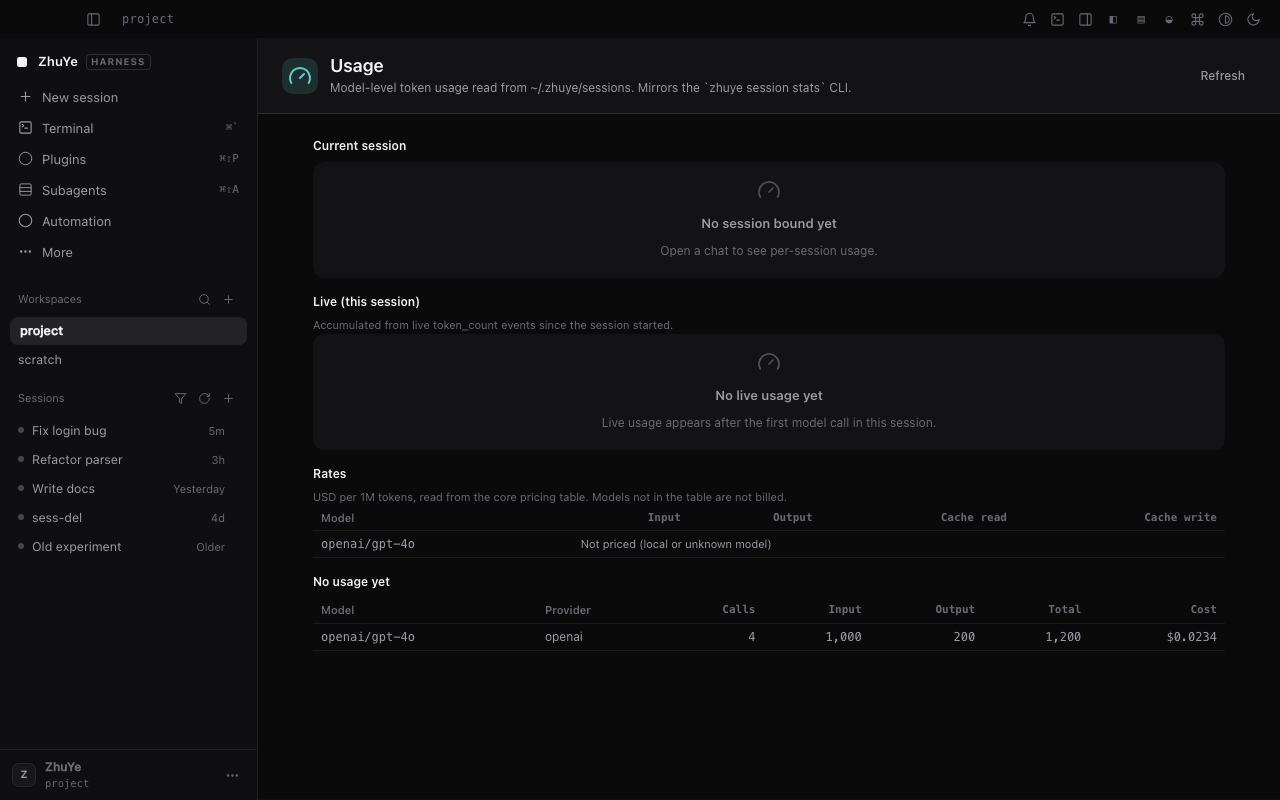 project
ZhuYe HARNESS
New session
Terminal ⌘`
Plugins ⌘⇧P
Subagents ⌘⇧A
Automation
More
Workspaces
project
scratch
Sessions
Fix login bug 5m
Refactor parser 3h
Write docs Yesterday
sess-del 4d
Old experiment Older
Z
ZhuYe
project
Usage
Model-level token usage read from ~/.zhuye/sessions. Mirrors the `zhuye session stats` CLI.
Refresh
Current session
No session bound yet
Open a chat to see per-session usage.
Live (this session)
Accumulated from live token_count events since the session started.
No live usage yet
Live usage appears after the first model call in this session.
Rates
USD per 1M tokens, read from the core pricing table. Models not in the table are not billed.
Model Input Output Cache read Cache write
openai/gpt-4o Not priced (local or unknown model)
No usage yet
Model Provider Calls Input Output Total Cost
openai/gpt-4o openai 4 1,000 200 1,200 $0.0234